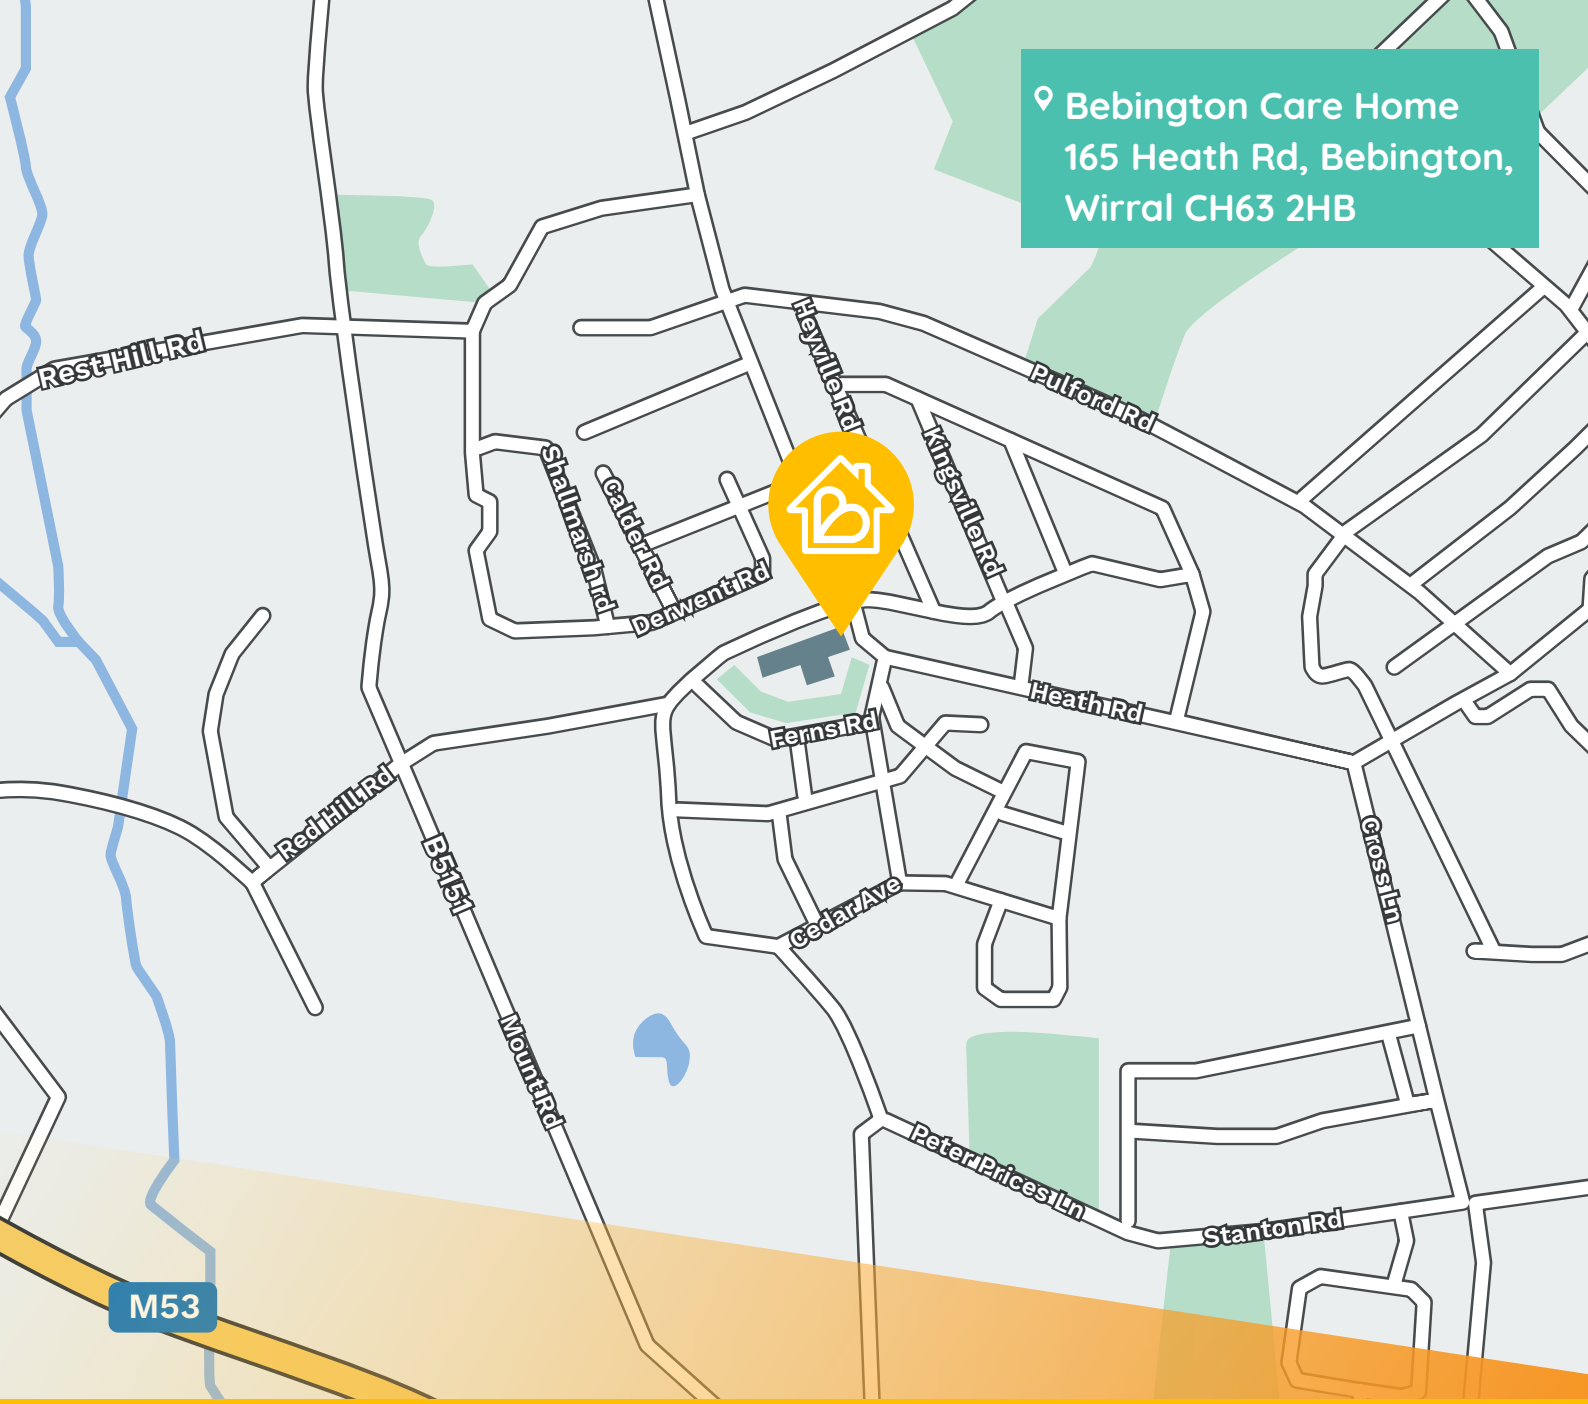 Bebington Care Home
165 Heath Rd, Bebington,
Wirral CH63 2HB
Rest Hill Rd
Heyville Rd
Pulford Rd
Kingsville Rd
Shallmarsh rd
Calder Rd
Derwent Rd
Heath Rd
Ferns Rd
Red Hill Rd
B5151
Cross Ln
Cedar Ave
Mount Rd
Peter Prices Ln
Stanton Rd
M53